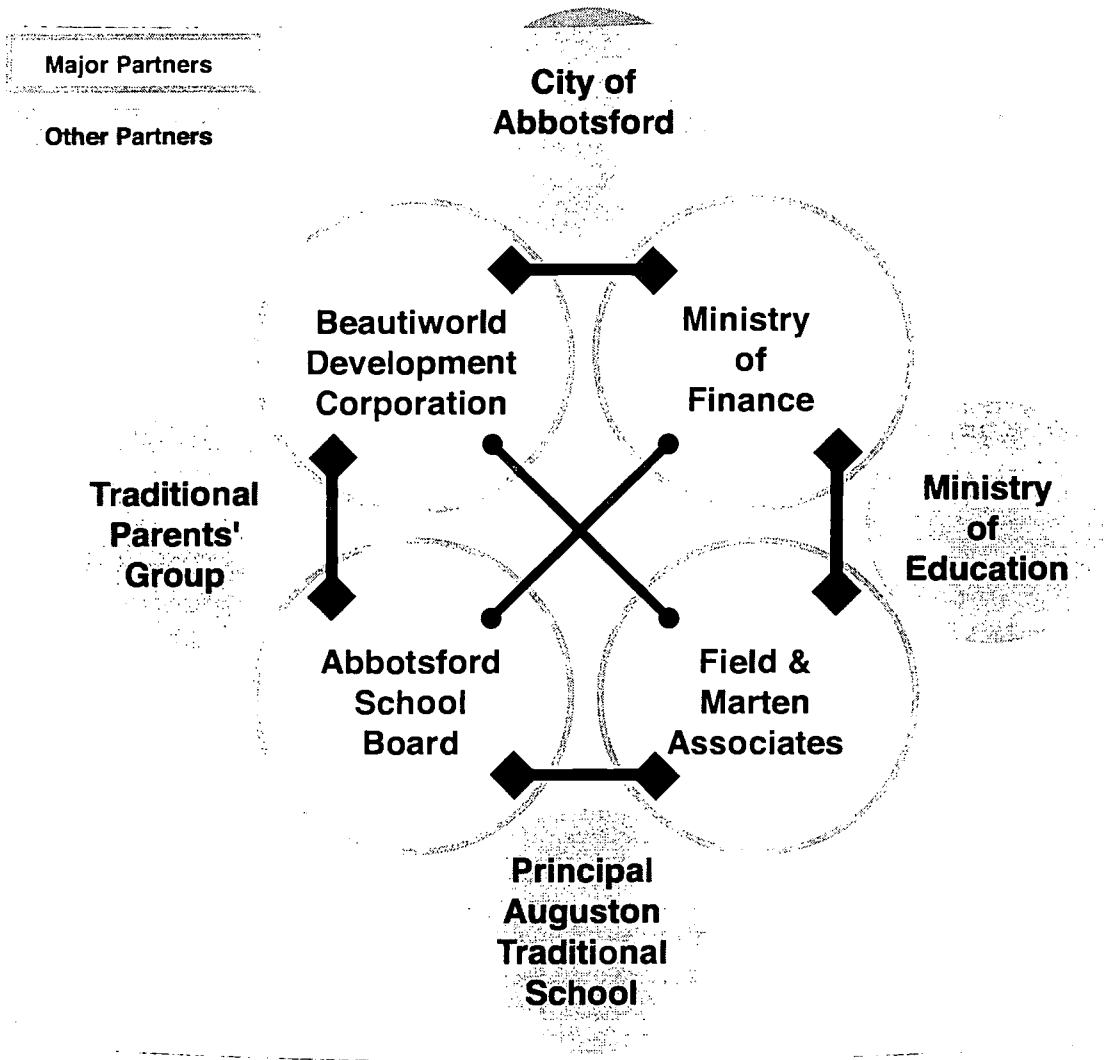 Major Partners
Other Partners
City of
Abbotsford
Beautiworld
Development
Corporation
Ministry
of
Finance
Traditional
Parents'
Group
Ministry
of
Education
Abbotsford
School
Board
Field &
Marten
Associates
Principal
Auguston
Traditional
School